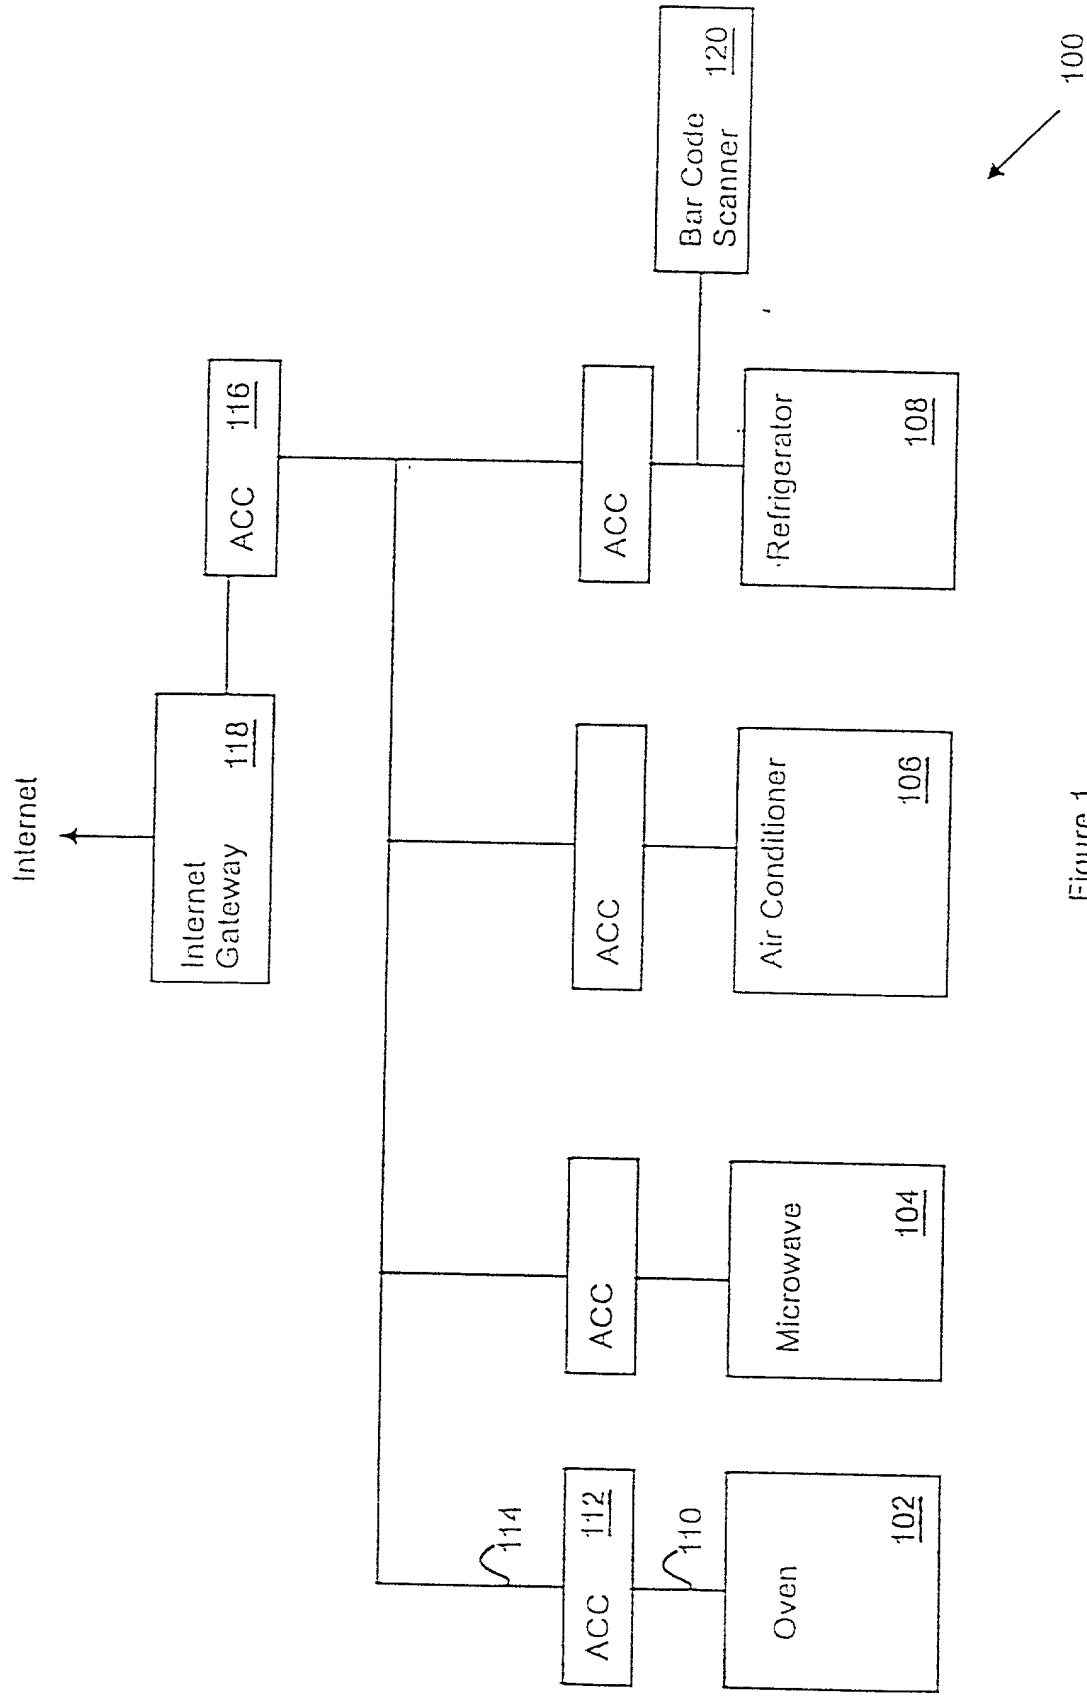 Internet
Internet
Gateway
118
ACC
116
114
ACC
112
ACC
ACC
ACC
110
Oven
102
Microwave
104
Air Conditioner
106
Refrigerator
108
Bar Code
Scanner
120
100
Figure 1